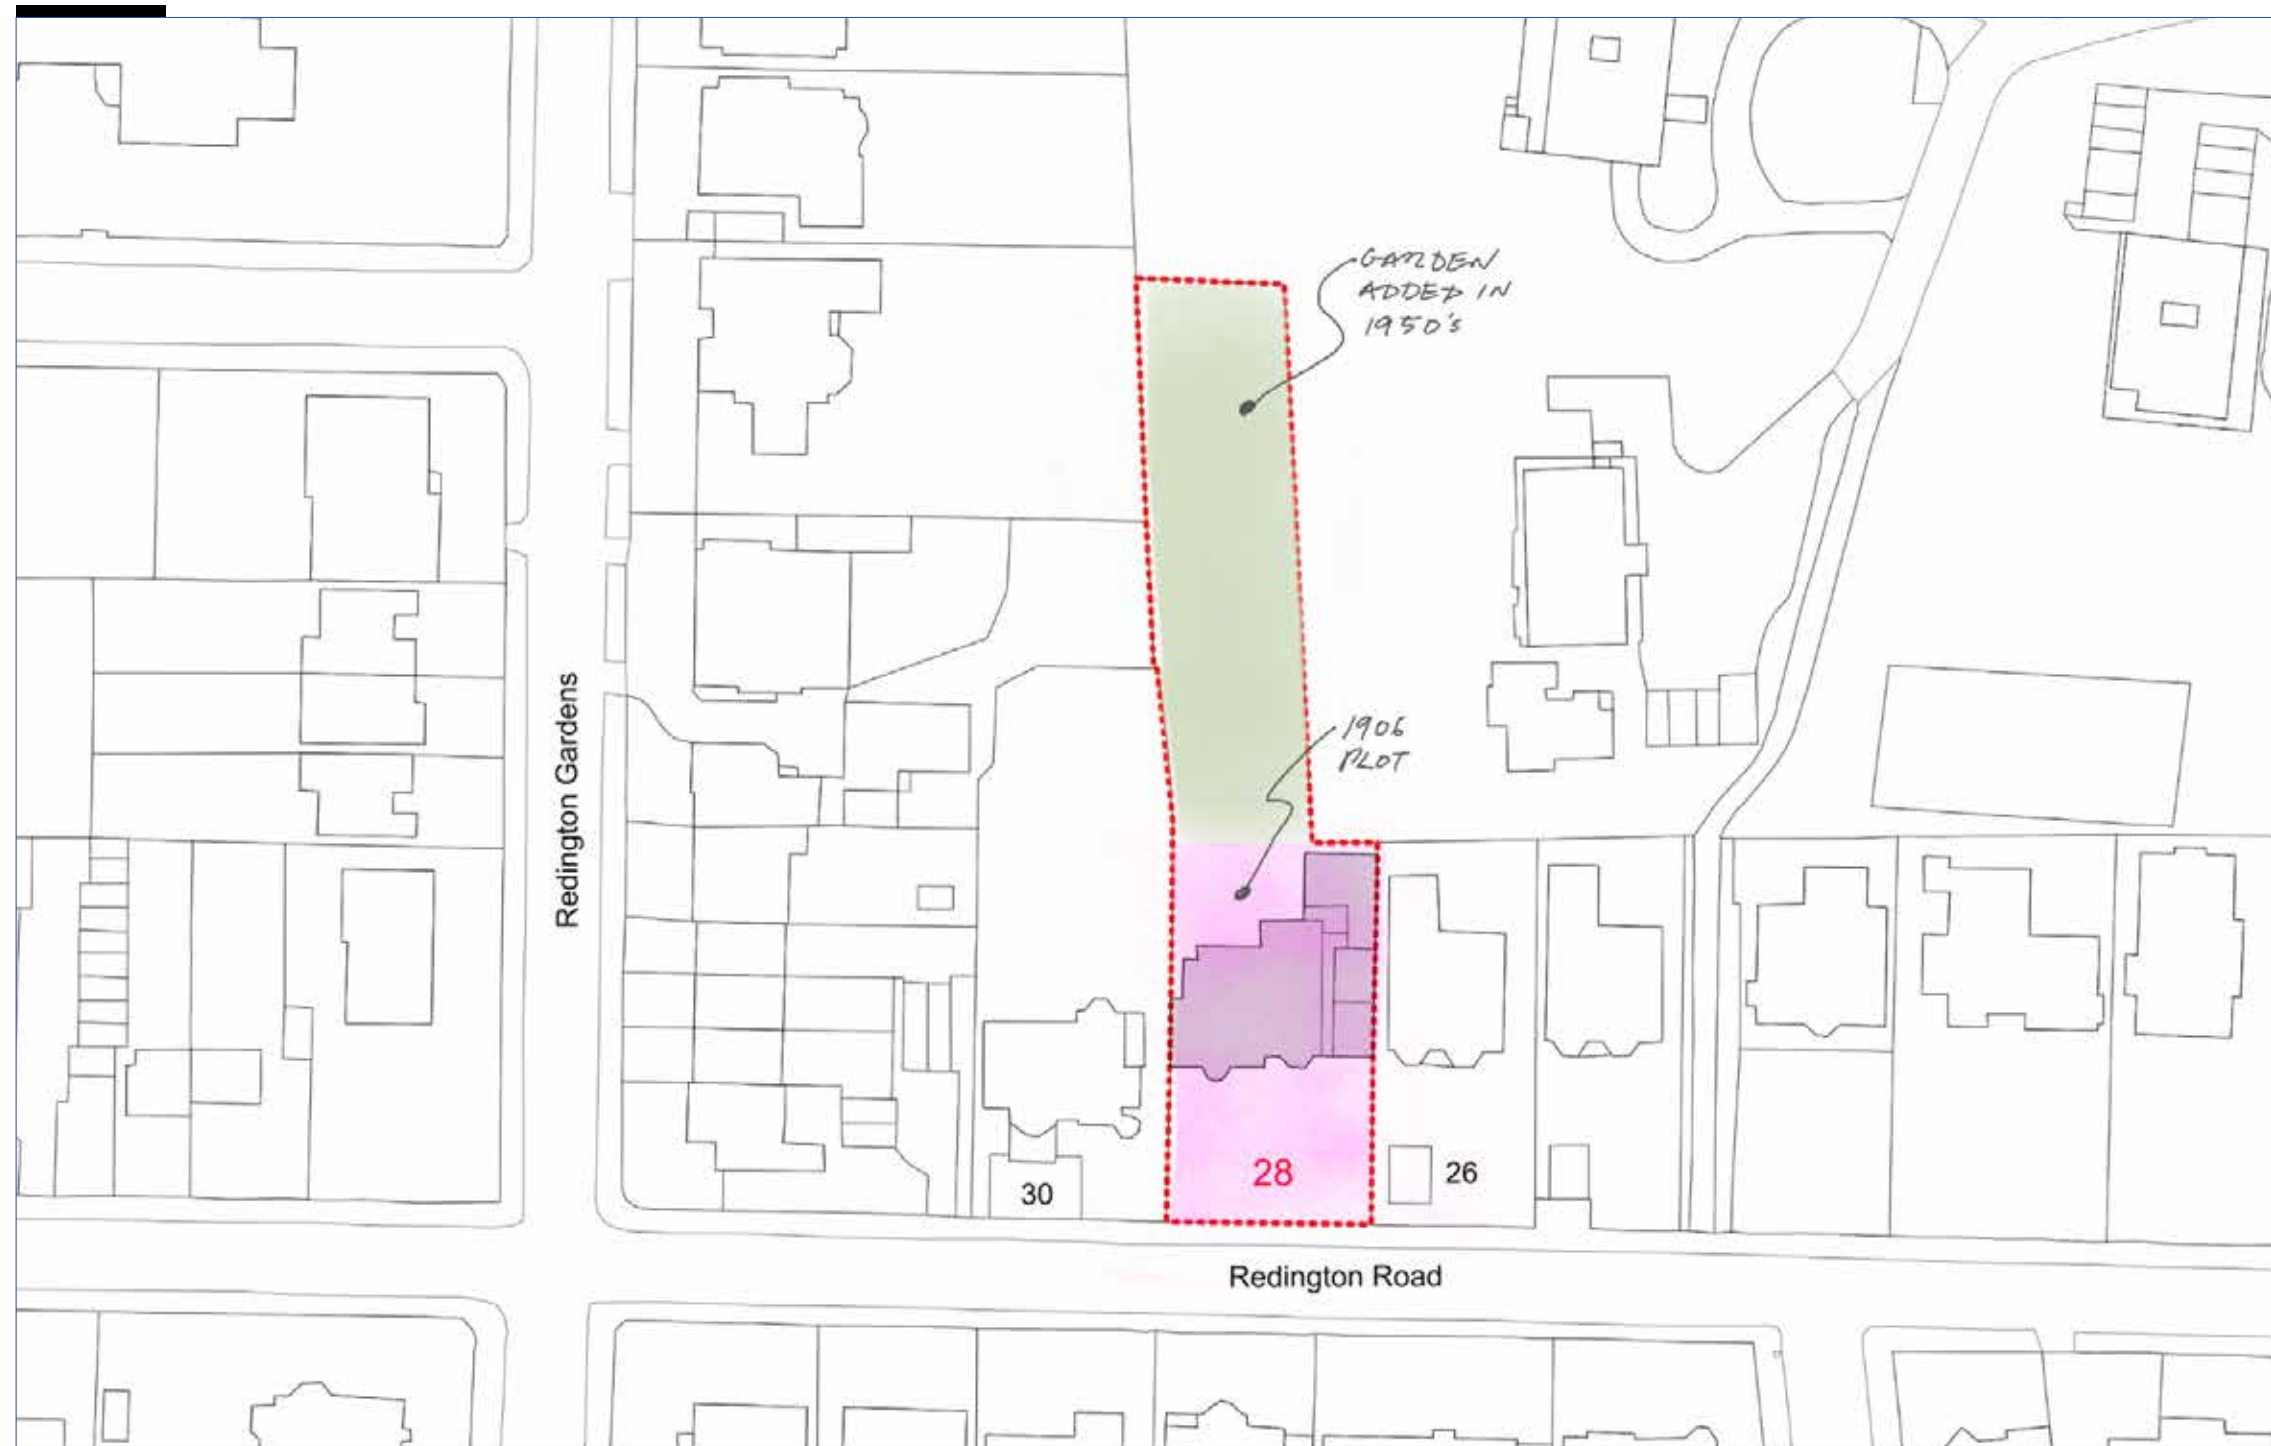 GARDEN
ADDED IN
1950's
1906
PLOT
Redington Gardens
28
26
30
Redington Road